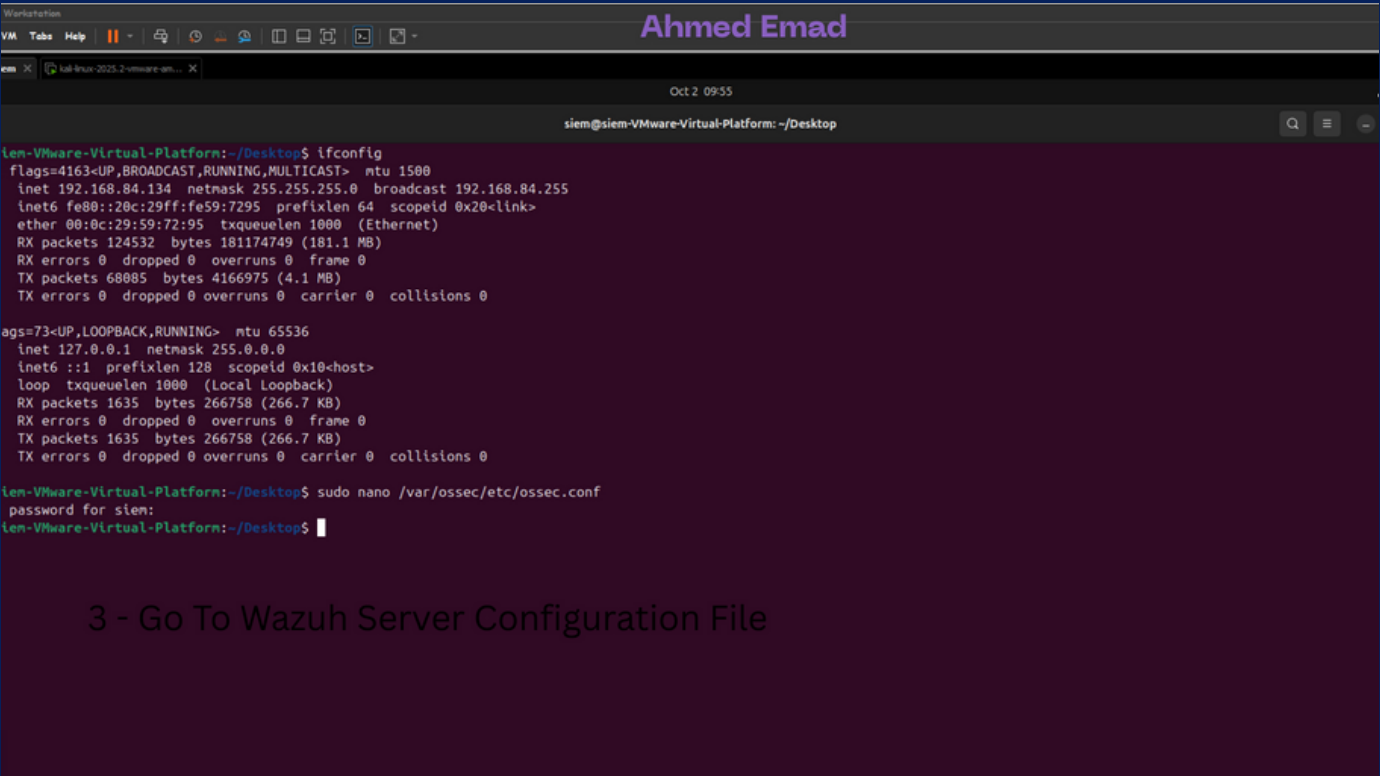 Workstation
Ahmed Emad
VM Tabs Help
em kali-linux-2025.2-vmware-am...
Oct 2 09:55
siem@siem-VMware-Virtual-Platform: ~/Desktop
iem-VMware-Virtual-Platform:~/Desktop$ ifconfig
flags=4163<UP,BROADCAST,RUNNING,MULTICAST> mtu 1500
inet 192.168.84.134 netmask 255.255.255.0 broadcast 192.168.84.255
inet6 fe80::20c:29ff:fe59:7295 prefixlen 64 scopeid 0x20<link>
ether 00:0c:29:59:72:95 txqueuelen 1000 (Ethernet)
RX packets 124532 bytes 181174749 (181.1 MB)
RX errors 0 dropped 0 overruns 0 frame 0
TX packets 68085 bytes 4166975 (4.1 MB)
TX errors 0 dropped 0 overruns 0 carrier 0 collisions 0
ags=73<UP,LOOPBACK,RUNNING> mtu 65536
inet 127.0.0.1 netmask 255.0.0.0
inet6 ::1 prefixlen 128 scopeid 0x10<host>
loop txqueuelen 1000 (Local Loopback)
RX packets 1635 bytes 266758 (266.7 KB)
RX errors 0 dropped 0 overruns 0 frame 0
TX packets 1635 bytes 266758 (266.7 KB)
TX errors 0 dropped 0 overruns 0 carrier 0 collisions 0
iem-VMware-Virtual-Platform:~/Desktop$ sudo nano /var/ossec/etc/ossec.conf
password for siem:
iem-VMware-Virtual-Platform:~/Desktop$
3 - Go To Wazuh Server Configuration File